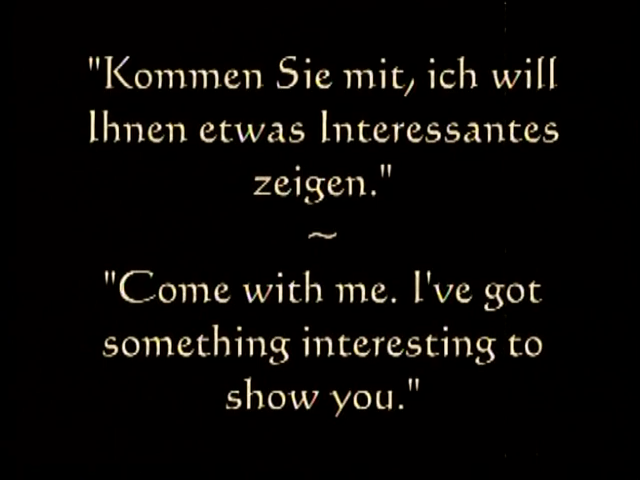 "Kommen Sie mit, ich will
Ihnen etwas Interessantes
zeigen."
~
"Come with me. I've got
something interesting to
show you."